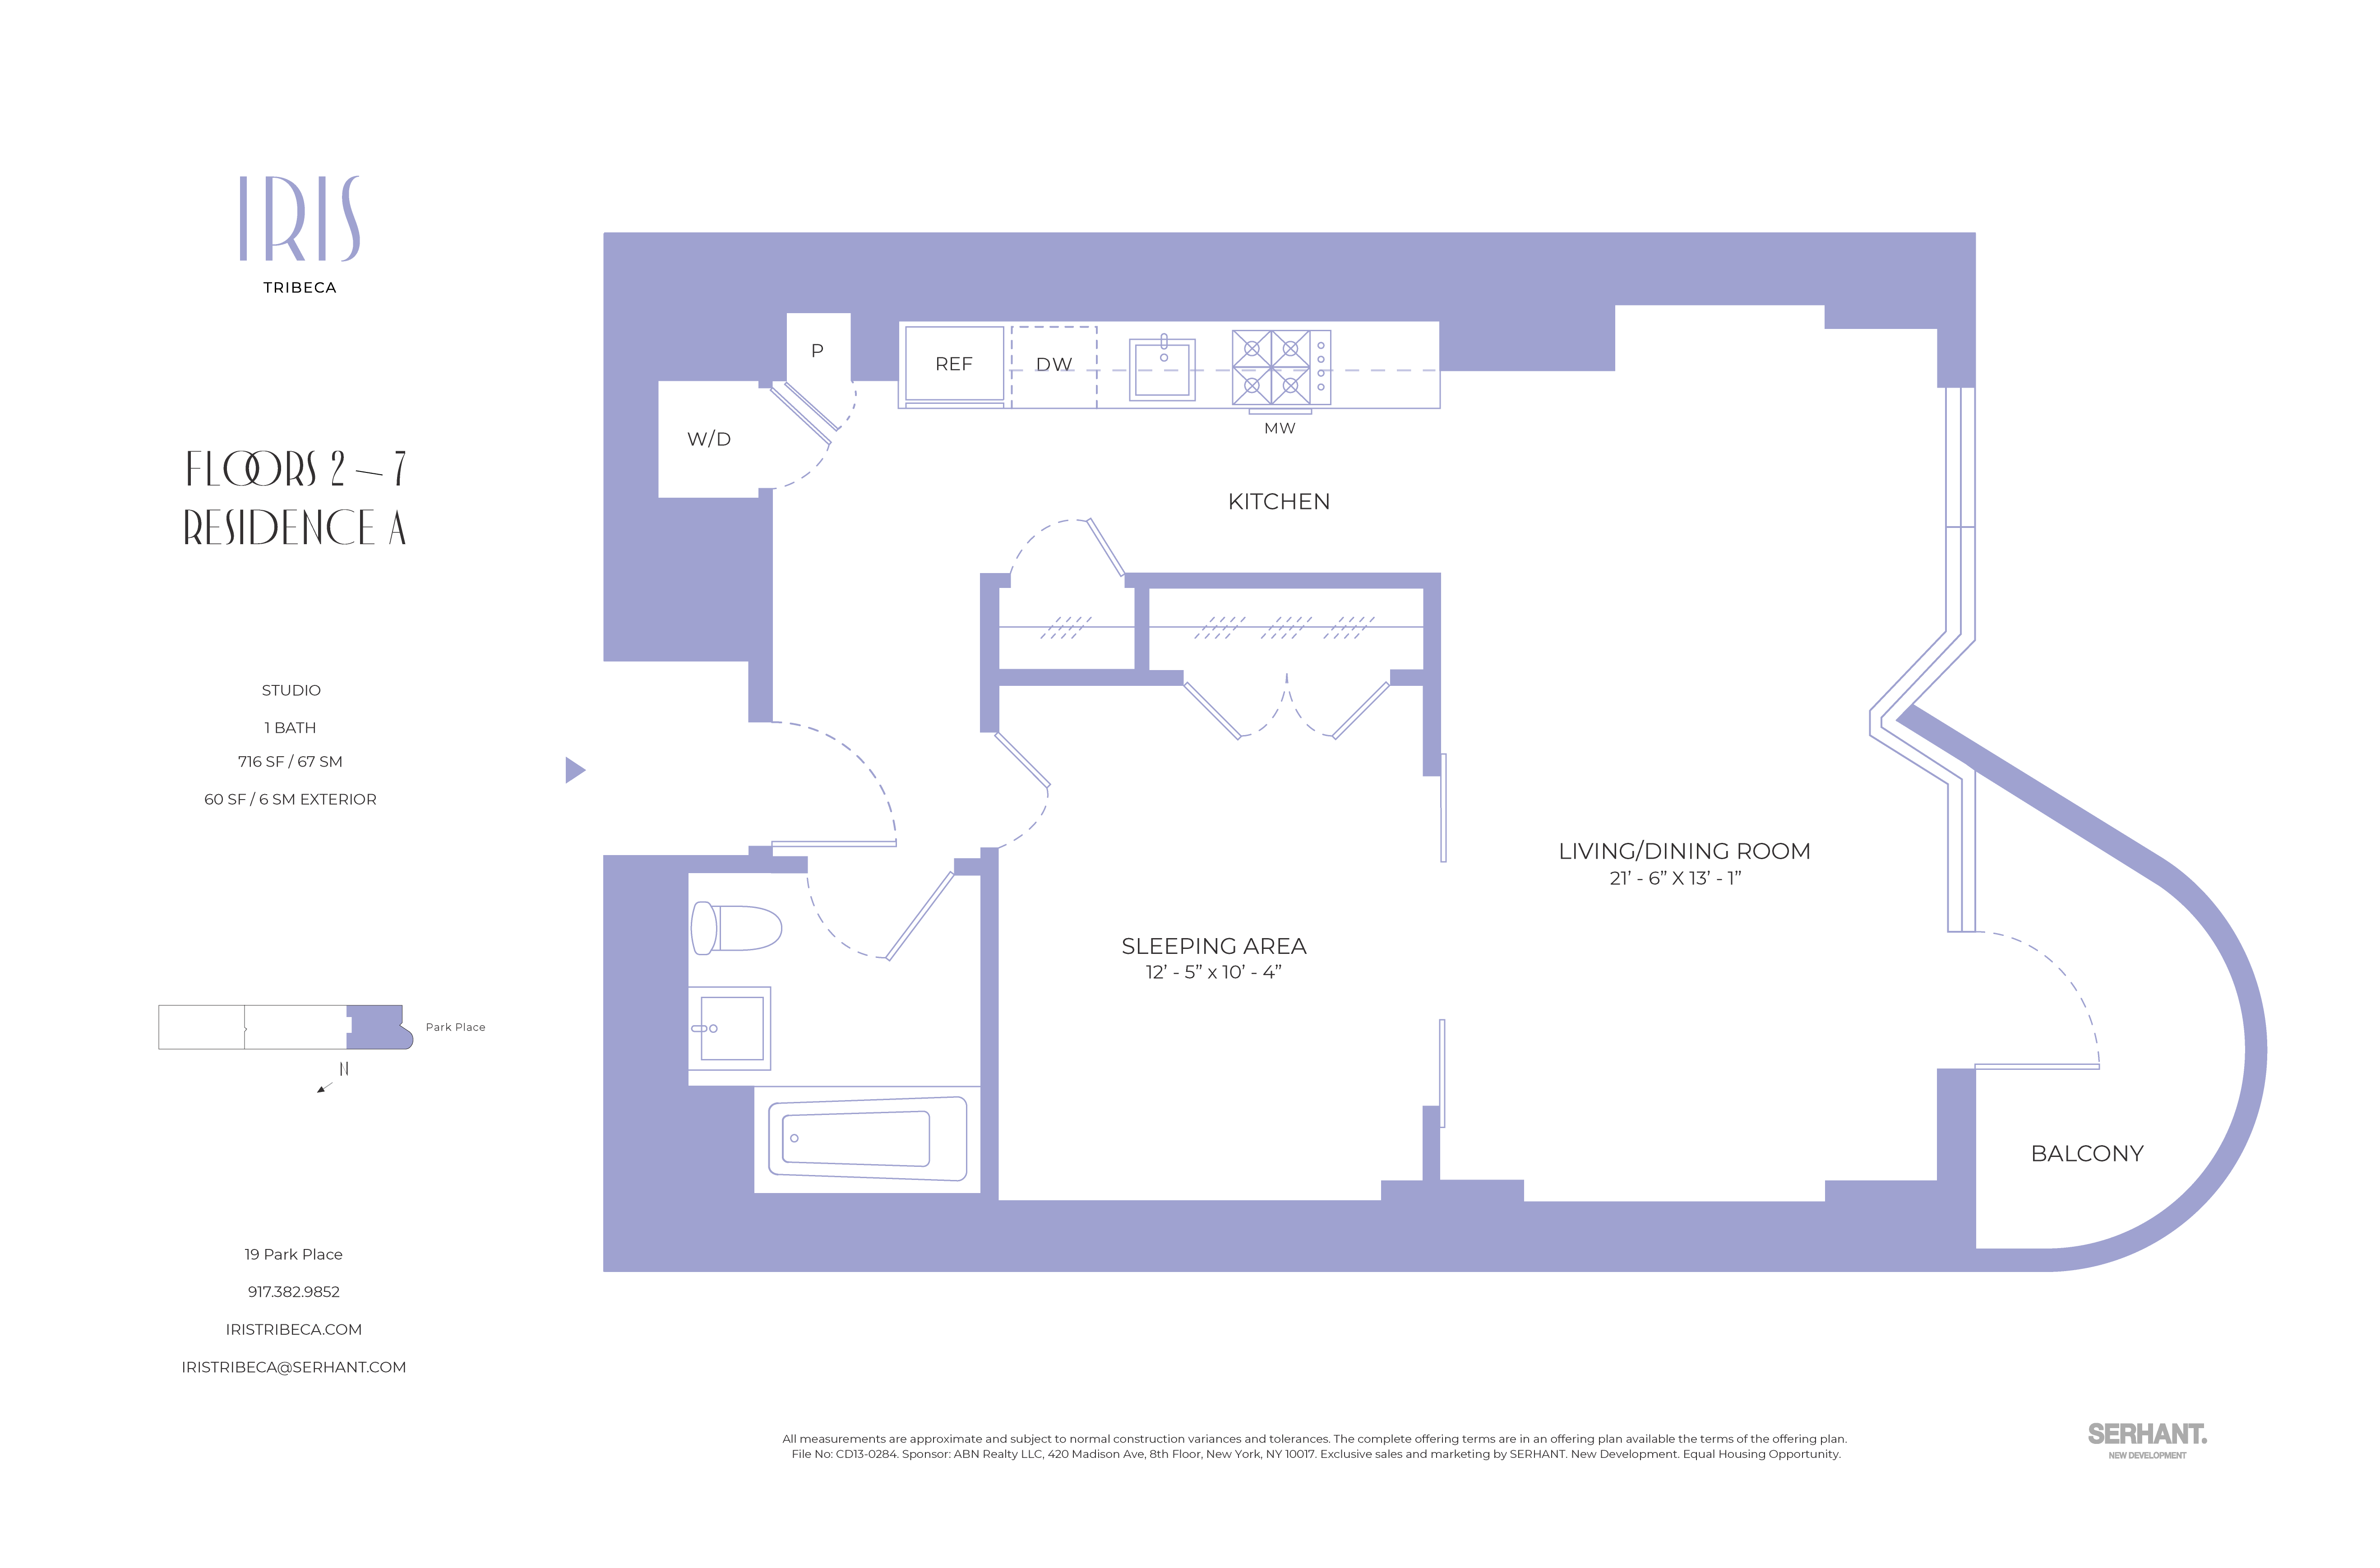 IRIS
TRIBECA
FLOORS 2 – 7
RESIDENCE A
STUDIO
1 BATH
716 SF / 67 SM
60 SF / 6 SM EXTERIOR
Park Place
N
19 Park Place
917.382.9852
IRISTRIBECA.COM
IRISTRIBECA@SERHANT.COM
P
REF
DW
W/D
MW
KITCHEN
LIVING/DINING ROOM
21’ - 6” X 13’ - 1”
SLEEPING AREA
12’ - 5” x 10’ - 4”
BALCONY
All measurements are approximate and subject to normal construction variances and tolerances. The complete offering terms are in an offering plan available the terms of the offering plan.
File No: CD13-0284. Sponsor: ABN Realty LLC, 420 Madison Ave, 8th Floor, New York, NY 10017. Exclusive sales and marketing by SERHANT. New Development. Equal Housing Opportunity.
SERHANT.
NEW DEVELOPMENT